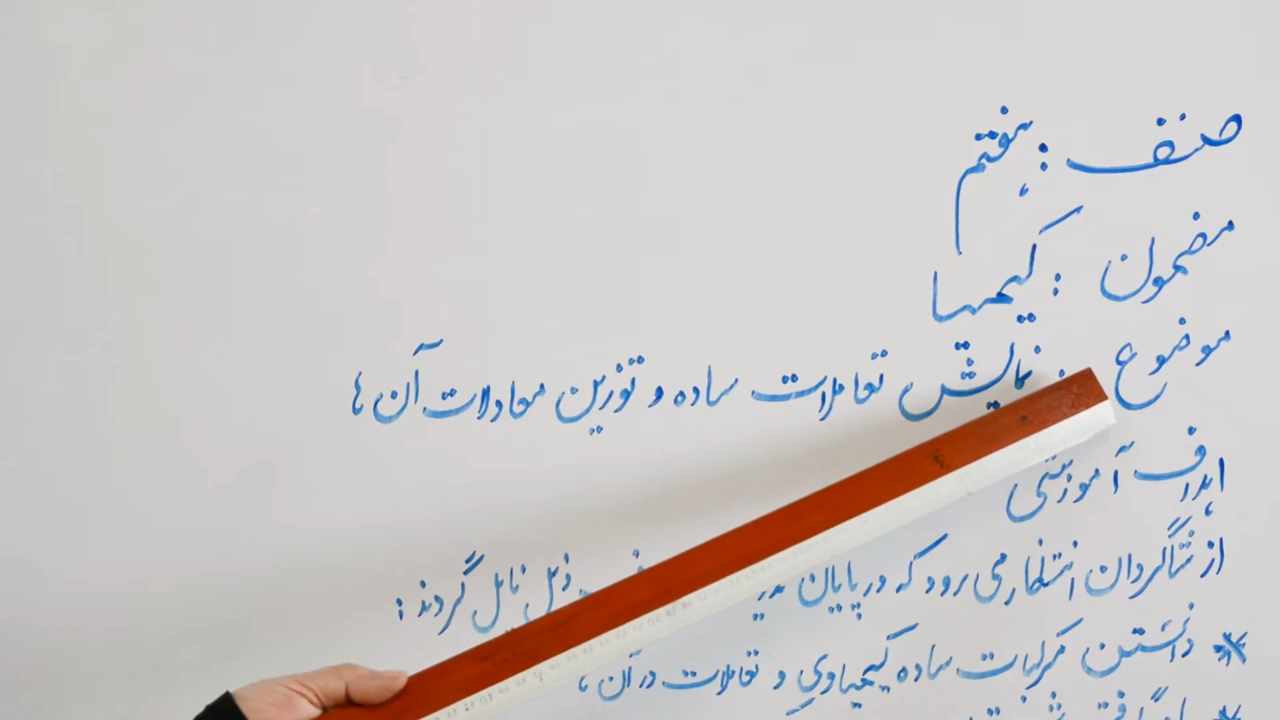 صنف : هفتم
مضمون : کیمیا
موضوع : نمایش تعاملات ساده و توزین معادلات آن ها
اهداف آموزشی
از شاگردان انتظار می رود که در پایان ذیل نایل گردند :
* دانستن مرکبات ساده کیمیاوی و تعاملات در آن ها